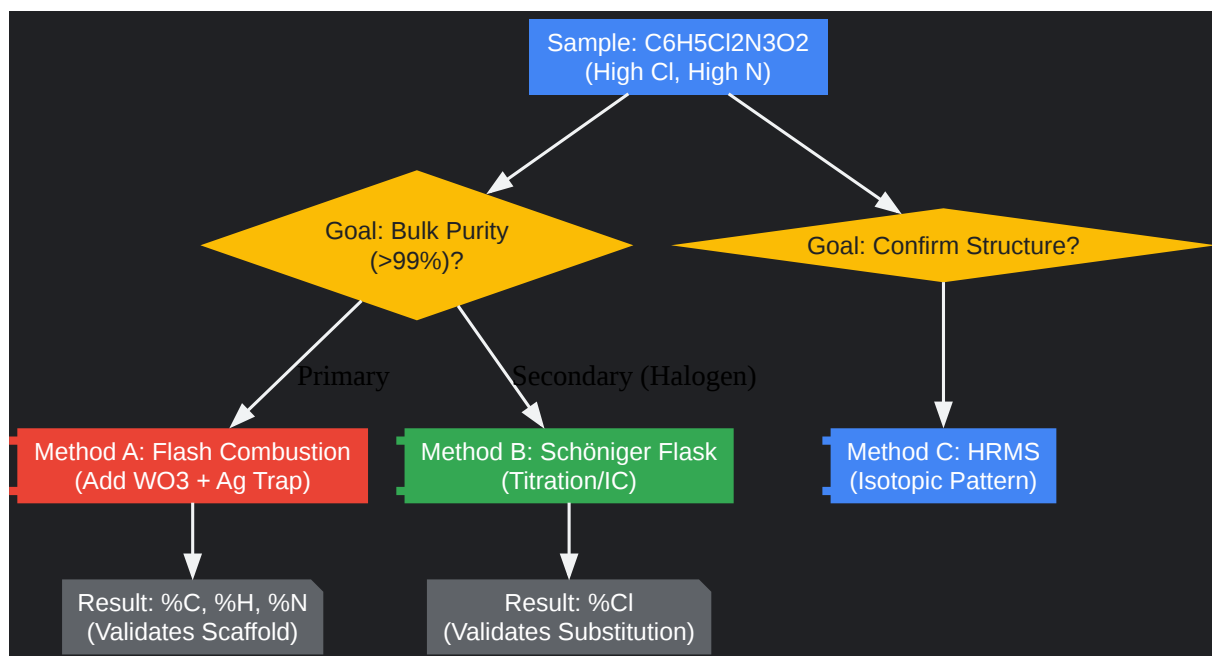 Sample: C6H5Cl2N3O2
(High Cl, High N)
Goal: Bulk Purity
(>99%)?
Goal: Confirm Structure?
Primary
Secondary (Halogen)
Method A: Flash Combustion
(Add WO3 + Ag Trap)
Method B: Schöniger Flask
(Titration/IC)
Method C: HRMS
(Isotopic Pattern)
Result: %C, %H, %N
(Validates Scaffold)
Result: %Cl
(Validates Substitution)